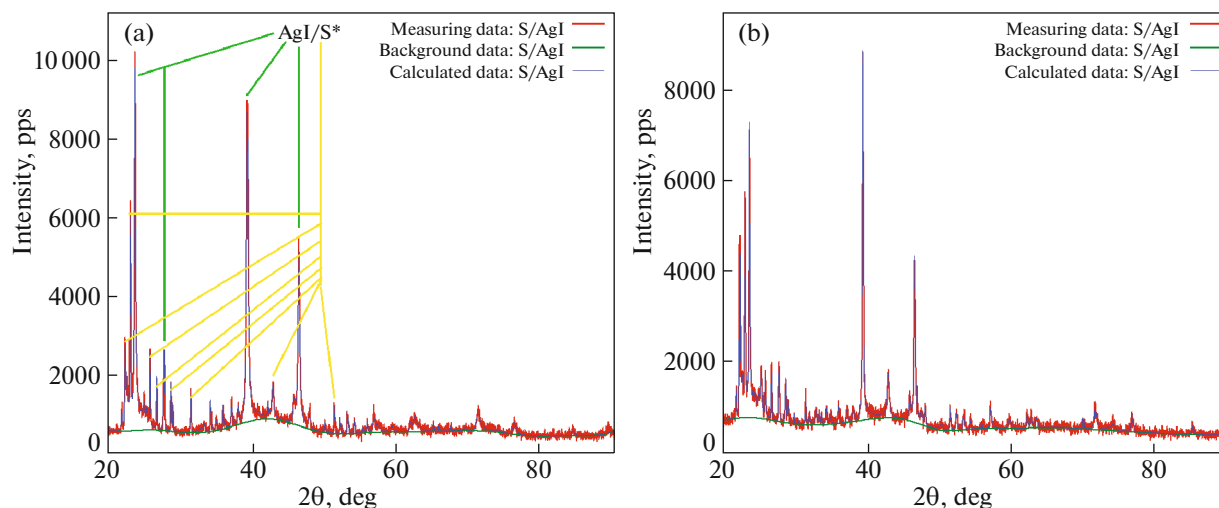 (a)
AgI/S*
Measuring data: S/AgI
Background data: S/AgI
Calculated data: S/AgI
Intensity, pps
10 000
8000
6000
4000
2000
0
20
40
60
80
2θ, deg
(b)
Measuring data: S/AgI
Background data: S/AgI
Calculated data: S/AgI
Intensity, pps
8000
6000
4000
2000
0
20
40
60
80
2θ, deg